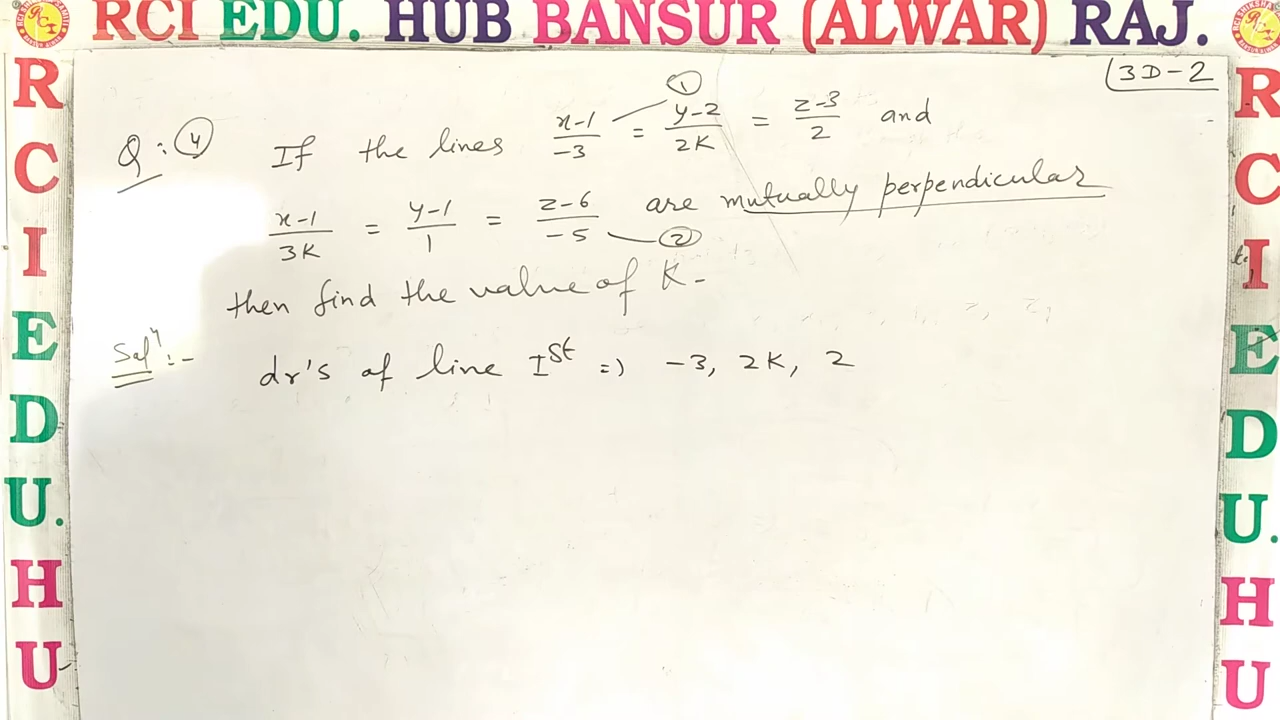 RCI EDU. HUB BANSUR (ALWAR) RAJ.
3D-2
Q:④ If the lines x-1/-3 = y-2/2K = z-3/2 and
①
x-1/3K = y-1/1 = z-6/-5 are mutually perpendicular
②
then find the value of K.
Solⁿ:- dr's of line Iˢᵗ => -3, 2K, 2
R
C
I
E
D
U.
H
U
R
C
I
E
D
U.
H
U